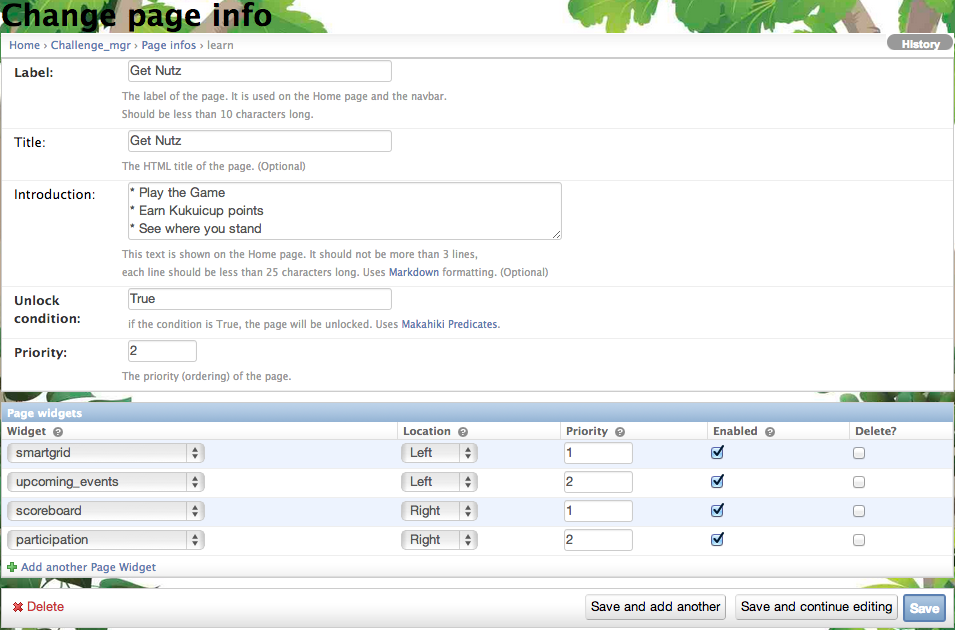 Change page info
Home › Challenge_mgr › Page infos › learn
History
Label: Get Nutz
The label of the page. It is used on the Home page and the navbar.
Should be less than 10 characters long.
Title: Get Nutz
The HTML title of the page. (Optional)
Introduction: * Play the Game
* Earn Kukuicup points
* See where you stand
This text is shown on the Home page. It should not be more than 3 lines,
each line should be less than 25 characters long. Uses Markdown formatting. (Optional)
Unlock condition: True
if the condition is True, the page will be unlocked. Uses Makahiki Predicates.
Priority: 2
The priority (ordering) of the page.
Page widgets
Widget Location Priority Enabled Delete?
smartgrid Left 1
upcoming_events Left 2
scoreboard Right 1
participation Right 2
Add another Page Widget
Delete Save and add another Save and continue editing Save